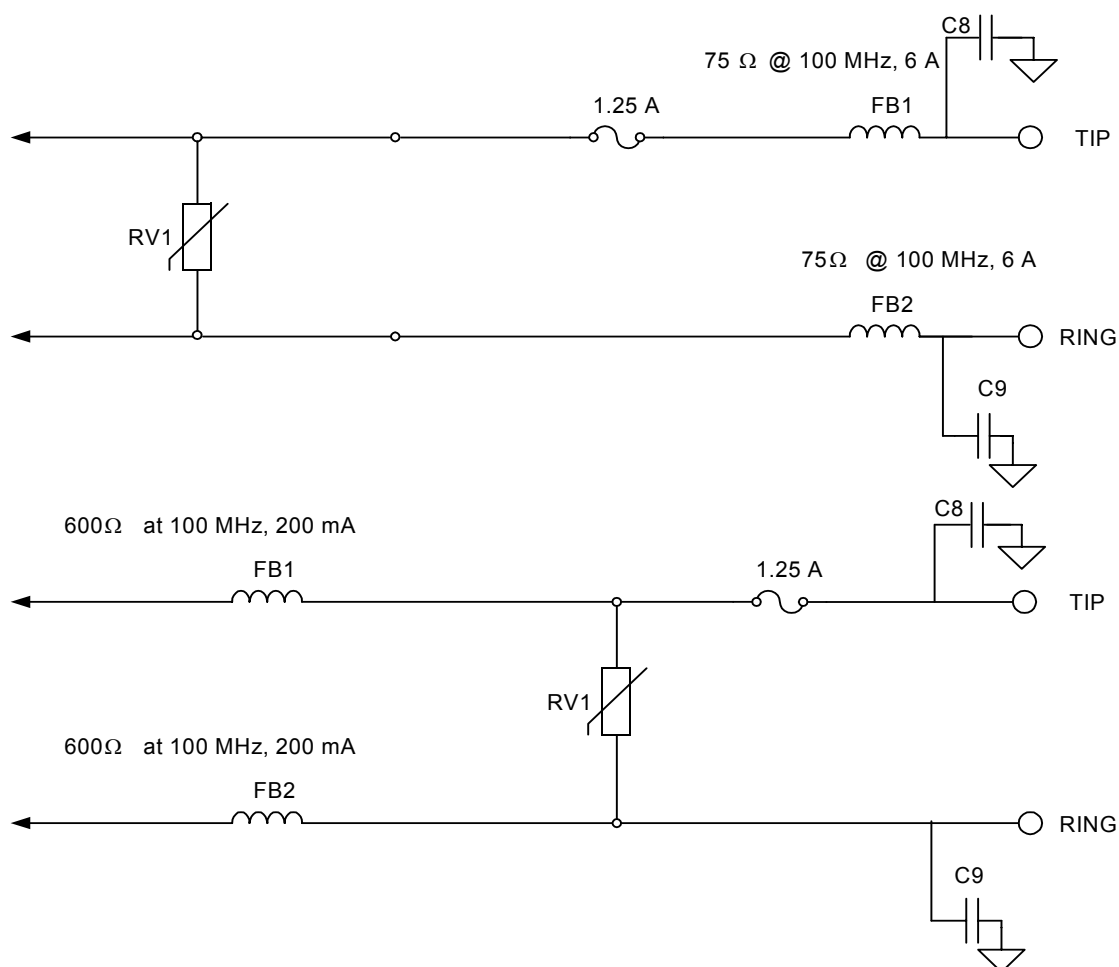 C8
75 Ω @ 100 MHz, 6 A
1.25 A
FB1
TIP
RV1
75Ω @ 100 MHz, 6 A
FB2
RING
C9
600Ω at 100 MHz, 200 mA
C8
FB1
1.25 A
TIP
RV1
600Ω at 100 MHz, 200 mA
FB2
RING
C9